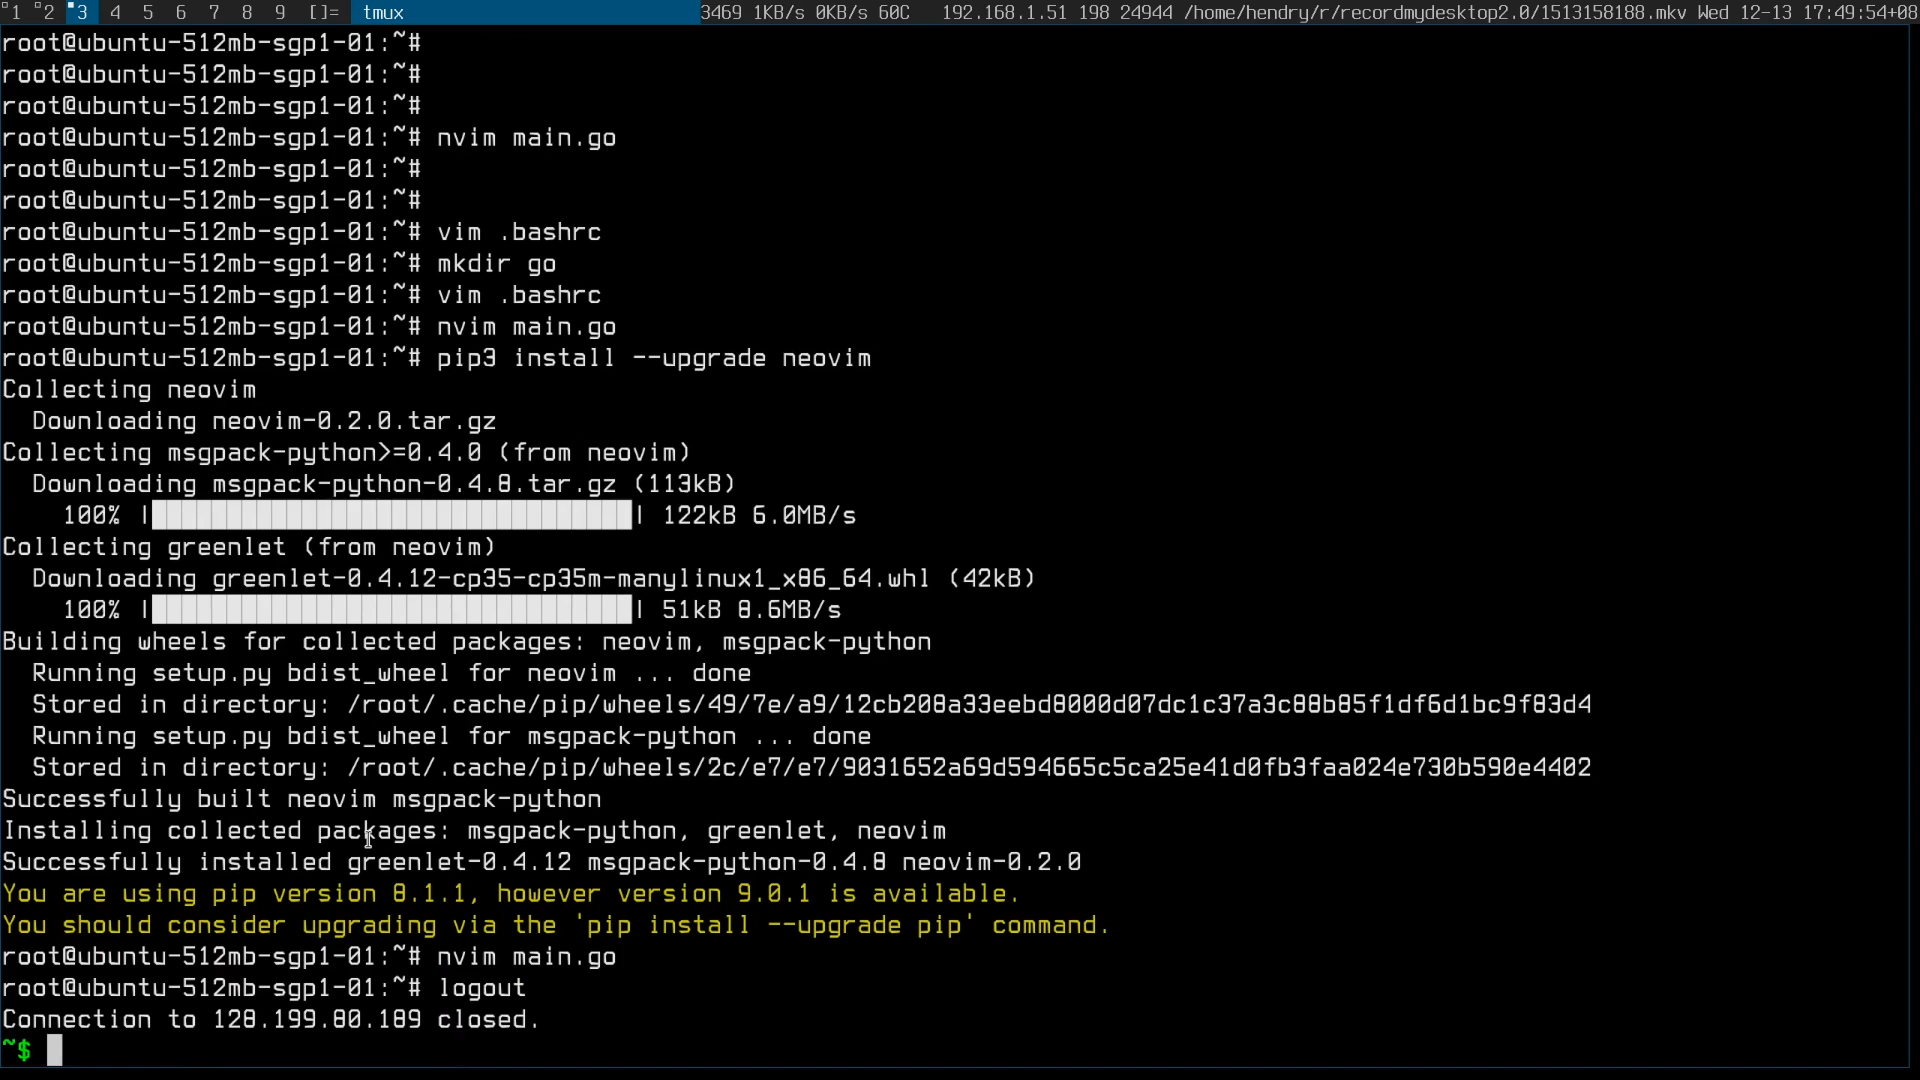 1 2 3 4 5 6 7 8 9 []= tmux 3469 1KB/s 0KB/s 60C 192.168.1.51 198 24944 /home/hendry/r/recordmydesktop2.0/1513158188.mkv Wed 12-13 17:49:54+08
root@ubuntu-512mb-sgp1-01:~#
root@ubuntu-512mb-sgp1-01:~#
root@ubuntu-512mb-sgp1-01:~#
root@ubuntu-512mb-sgp1-01:~# nvim main.go
root@ubuntu-512mb-sgp1-01:~#
root@ubuntu-512mb-sgp1-01:~#
root@ubuntu-512mb-sgp1-01:~# vim .bashrc
root@ubuntu-512mb-sgp1-01:~# mkdir go
root@ubuntu-512mb-sgp1-01:~# vim .bashrc
root@ubuntu-512mb-sgp1-01:~# nvim main.go
root@ubuntu-512mb-sgp1-01:~# pip3 install --upgrade neovim
Collecting neovim
  Downloading neovim-0.2.0.tar.gz
Collecting msgpack-python>=0.4.0 (from neovim)
  Downloading msgpack-python-0.4.8.tar.gz (113kB)
    100% |████████████████████████████████| 122kB 6.0MB/s
Collecting greenlet (from neovim)
  Downloading greenlet-0.4.12-cp35-cp35m-manylinux1_x86_64.whl (42kB)
    100% |████████████████████████████████| 51kB 8.6MB/s
Building wheels for collected packages: neovim, msgpack-python
  Running setup.py bdist_wheel for neovim ... done
  Stored in directory: /root/.cache/pip/wheels/49/7e/a9/12cb208a33eebd8000d07dc1c37a3c88b85f1df6d1bc9f83d4
  Running setup.py bdist_wheel for msgpack-python ... done
  Stored in directory: /root/.cache/pip/wheels/2c/e7/e7/9031652a69d594665c5ca25e41d0fb3faa024e730b590e4402
Successfully built neovim msgpack-python
Installing collected packages: msgpack-python, greenlet, neovim
Successfully installed greenlet-0.4.12 msgpack-python-0.4.8 neovim-0.2.0
You are using pip version 8.1.1, however version 9.0.1 is available.
You should consider upgrading via the 'pip install --upgrade pip' command.
root@ubuntu-512mb-sgp1-01:~# nvim main.go
root@ubuntu-512mb-sgp1-01:~# logout
Connection to 128.199.80.189 closed.
~$